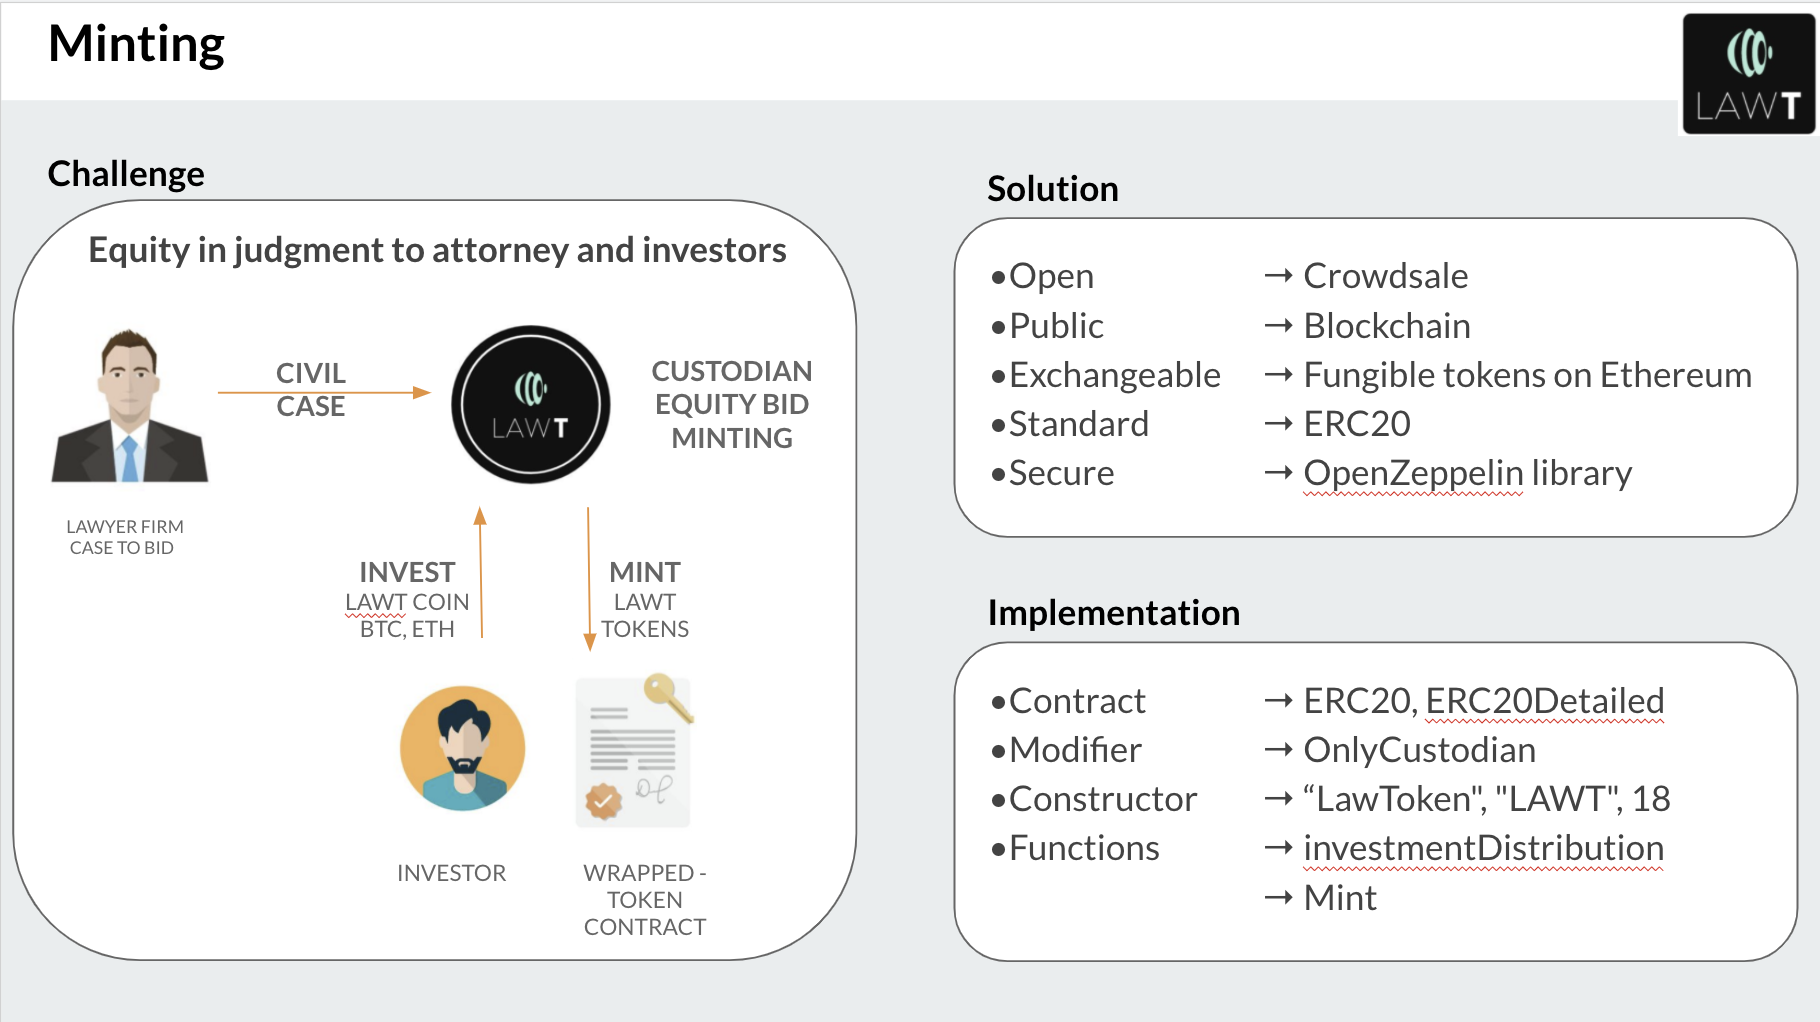 Minting
LAWT
Challenge
Equity in judgment to attorney and investors
CIVIL
CASE
LAWT
CUSTODIAN
EQUITY BID
MINTING
LAWYER FIRM
CASE TO BID
INVEST
LAWT COIN
BTC, ETH
MINT
LAWT
TOKENS
INVESTOR
WRAPPED -
TOKEN
CONTRACT
Solution
•Open → Crowdsale
•Public → Blockchain
•Exchangeable → Fungible tokens on Ethereum
•Standard → ERC20
•Secure → OpenZeppelin library
Implementation
•Contract → ERC20, ERC20Detailed
•Modifier → OnlyCustodian
•Constructor → “LawToken", "LAWT", 18
•Functions → investmentDistribution
→ Mint